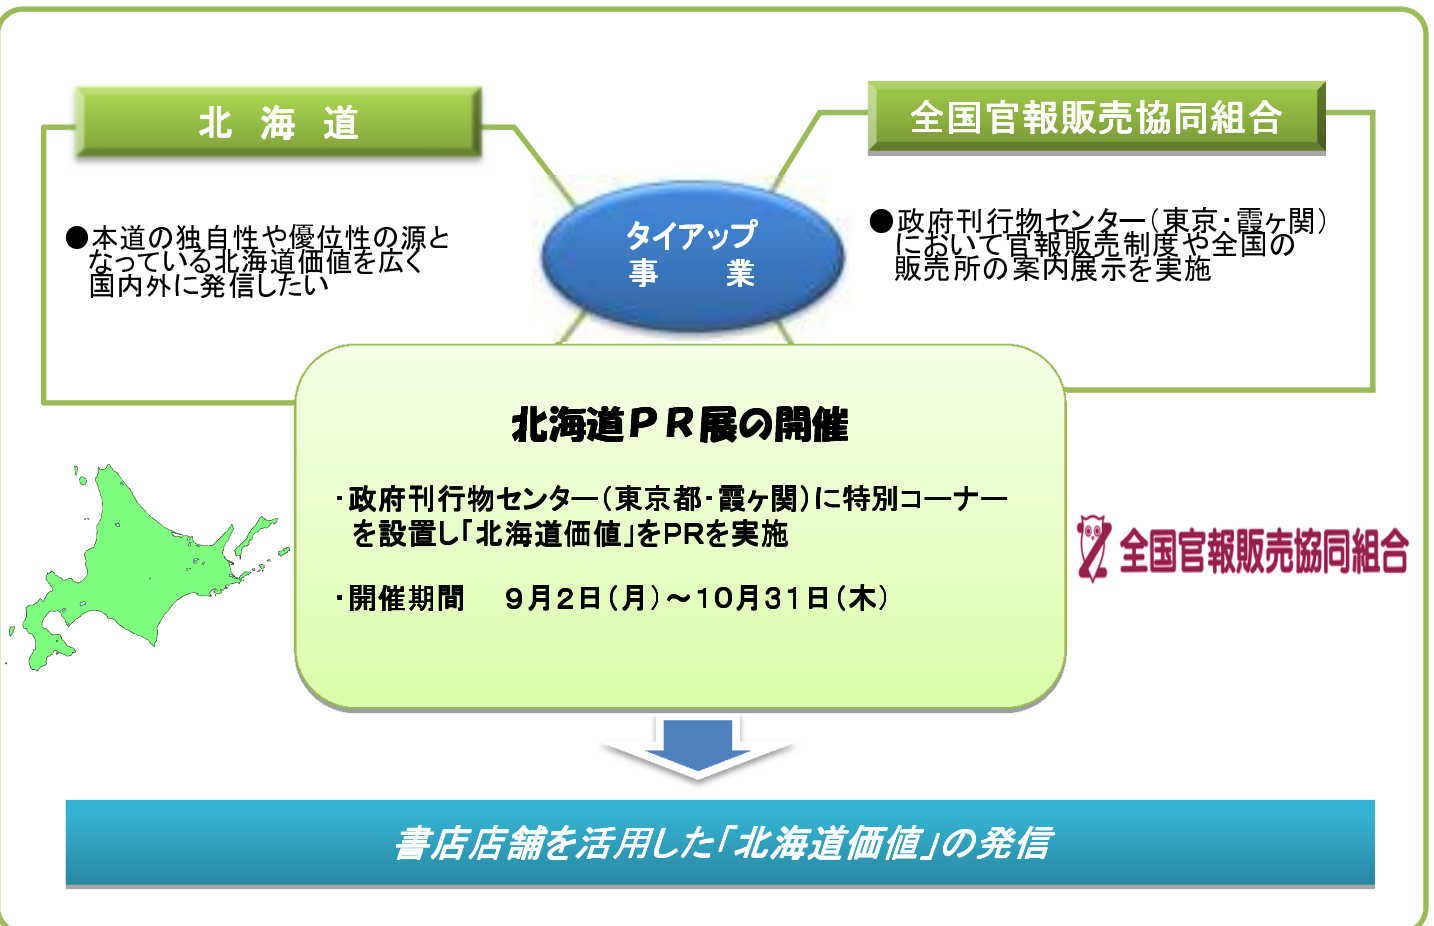 北 海 道
全国官報販売協同組合
タイアップ
事 業
●本道の独自性や優位性の源と
なっている北海道価値を広く
国内外に発信したい
●政府刊行物センター(東京・霞ヶ関)
において官報販売制度や全国の
販売所の案内展示を実施
北海道PR展の開催
・政府刊行物センター(東京都・霞ヶ関)に特別コーナー
を設置し「北海道価値」をPRを実施
・開催期間 9月2日(月)~10月31日(木)
全国官報販売協同組合
書店店舗を活用した「北海道価値」の発信